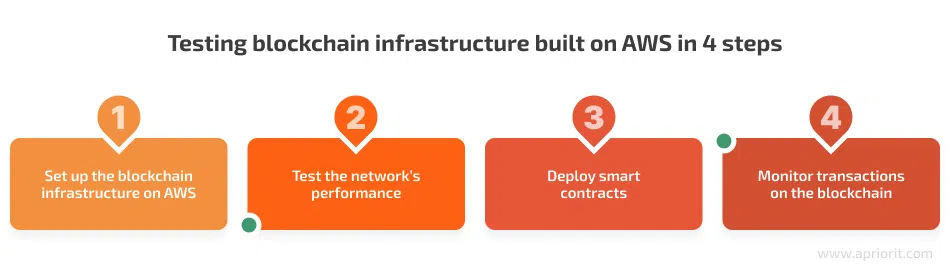 Testing blockchain infrastructure built on AWS in 4 steps
1
Set up the blockchain
infrastructure on AWS
2
Test the network's
performance
3
Deploy smart
contracts
4
Monitor transactions
on the blockchain
www.apriorit.com